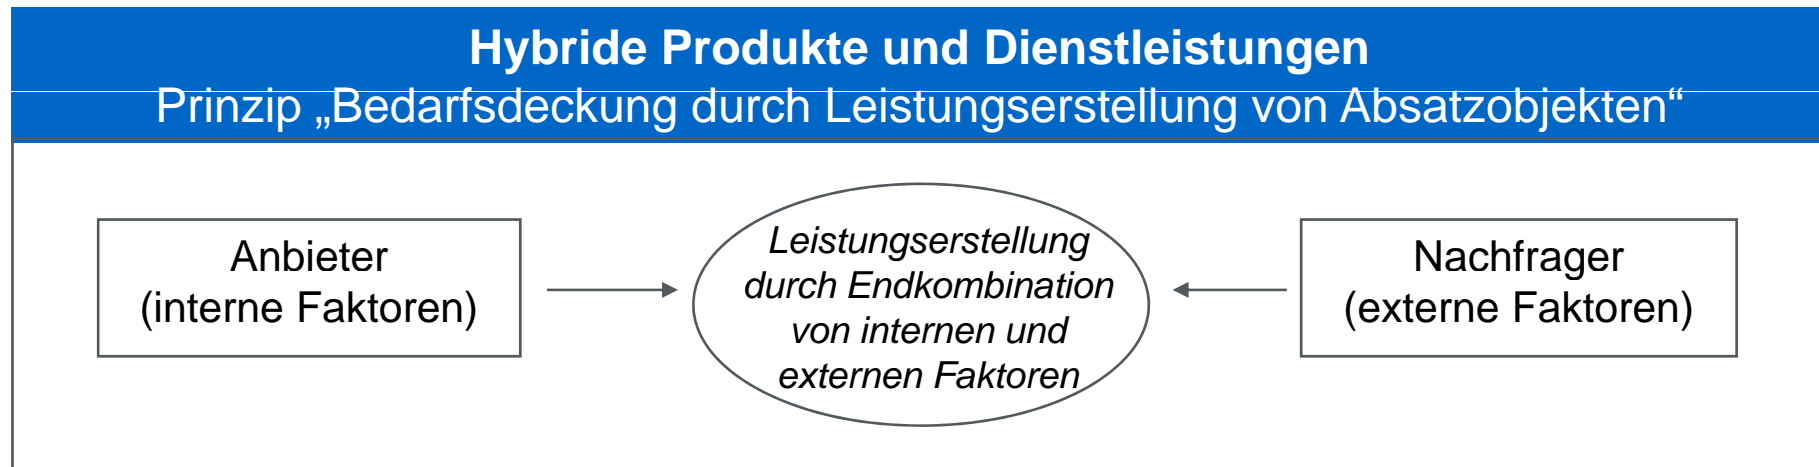 Hybride Produkte und Dienstleistungen
Prinzip „Bedarfsdeckung durch Leistungserstellung von Absatzobjekten“
Anbieter
(interne Faktoren)
Leistungserstellung
durch Endkombination
von internen und
externen Faktoren
Nachfrager
(externe Faktoren)